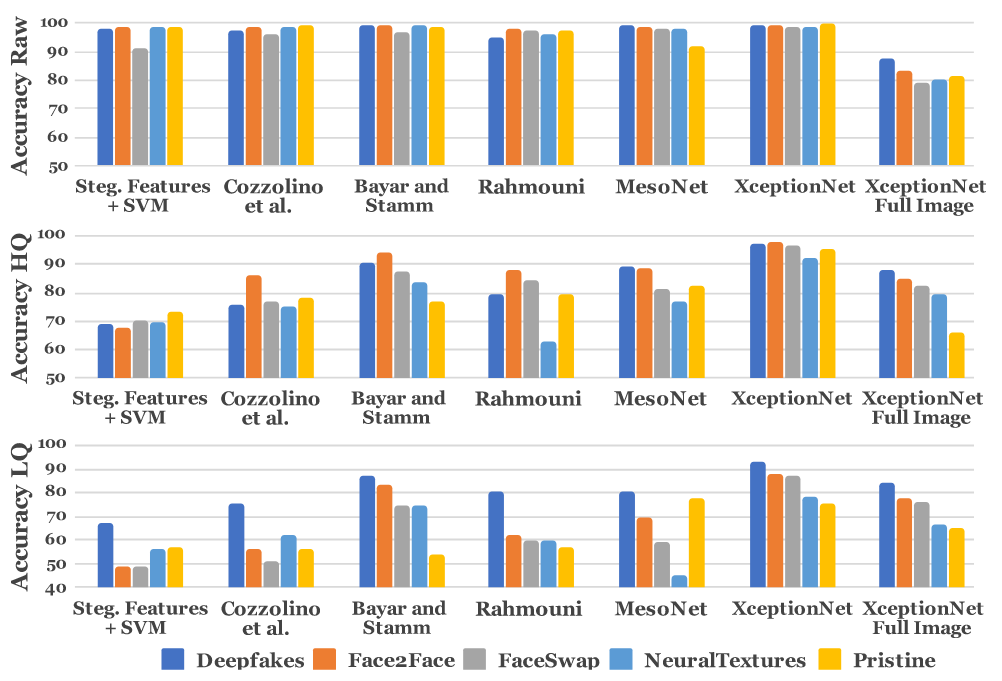 Accuracy Raw
100
90
80
70
60
50
Steg. Features
+ SVM
Cozzolino
et al.
Bayar and
Stamm
Rahmouni
MesoNet
XceptionNet
XceptionNet
Full Image
Accuracy HQ
100
90
80
70
60
50
Steg. Features
+ SVM
Cozzolino
et al.
Bayar and
Stamm
Rahmouni
MesoNet
XceptionNet
XceptionNet
Full Image
Accuracy LQ
100
90
80
70
60
50
40
Steg. Features
+ SVM
Cozzolino
et al.
Bayar and
Stamm
Rahmouni
MesoNet
XceptionNet
XceptionNet
Full Image
Deepfakes Face2Face FaceSwap NeuralTextures Pristine